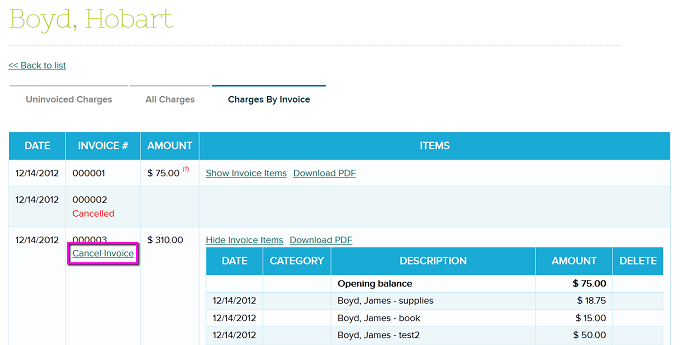 Boyd, Hobart
<< Back to list
Uninvoiced Charges All Charges Charges By Invoice
DATE INVOICE # AMOUNT ITEMS
12/14/2012 000001 $ 75.00 (?) Show Invoice Items Download PDF
12/14/2012 000002
Cancelled
12/14/2012 000003 $ 310.00 Hide Invoice Items Download PDF
Cancel Invoice
DATE CATEGORY DESCRIPTION AMOUNT DELETE
Opening balance $ 75.00
12/14/2012 Boyd, James - supplies $ 18.75
12/14/2012 Boyd, James - book $ 15.00
12/14/2012 Boyd, James - test2 $ 50.00